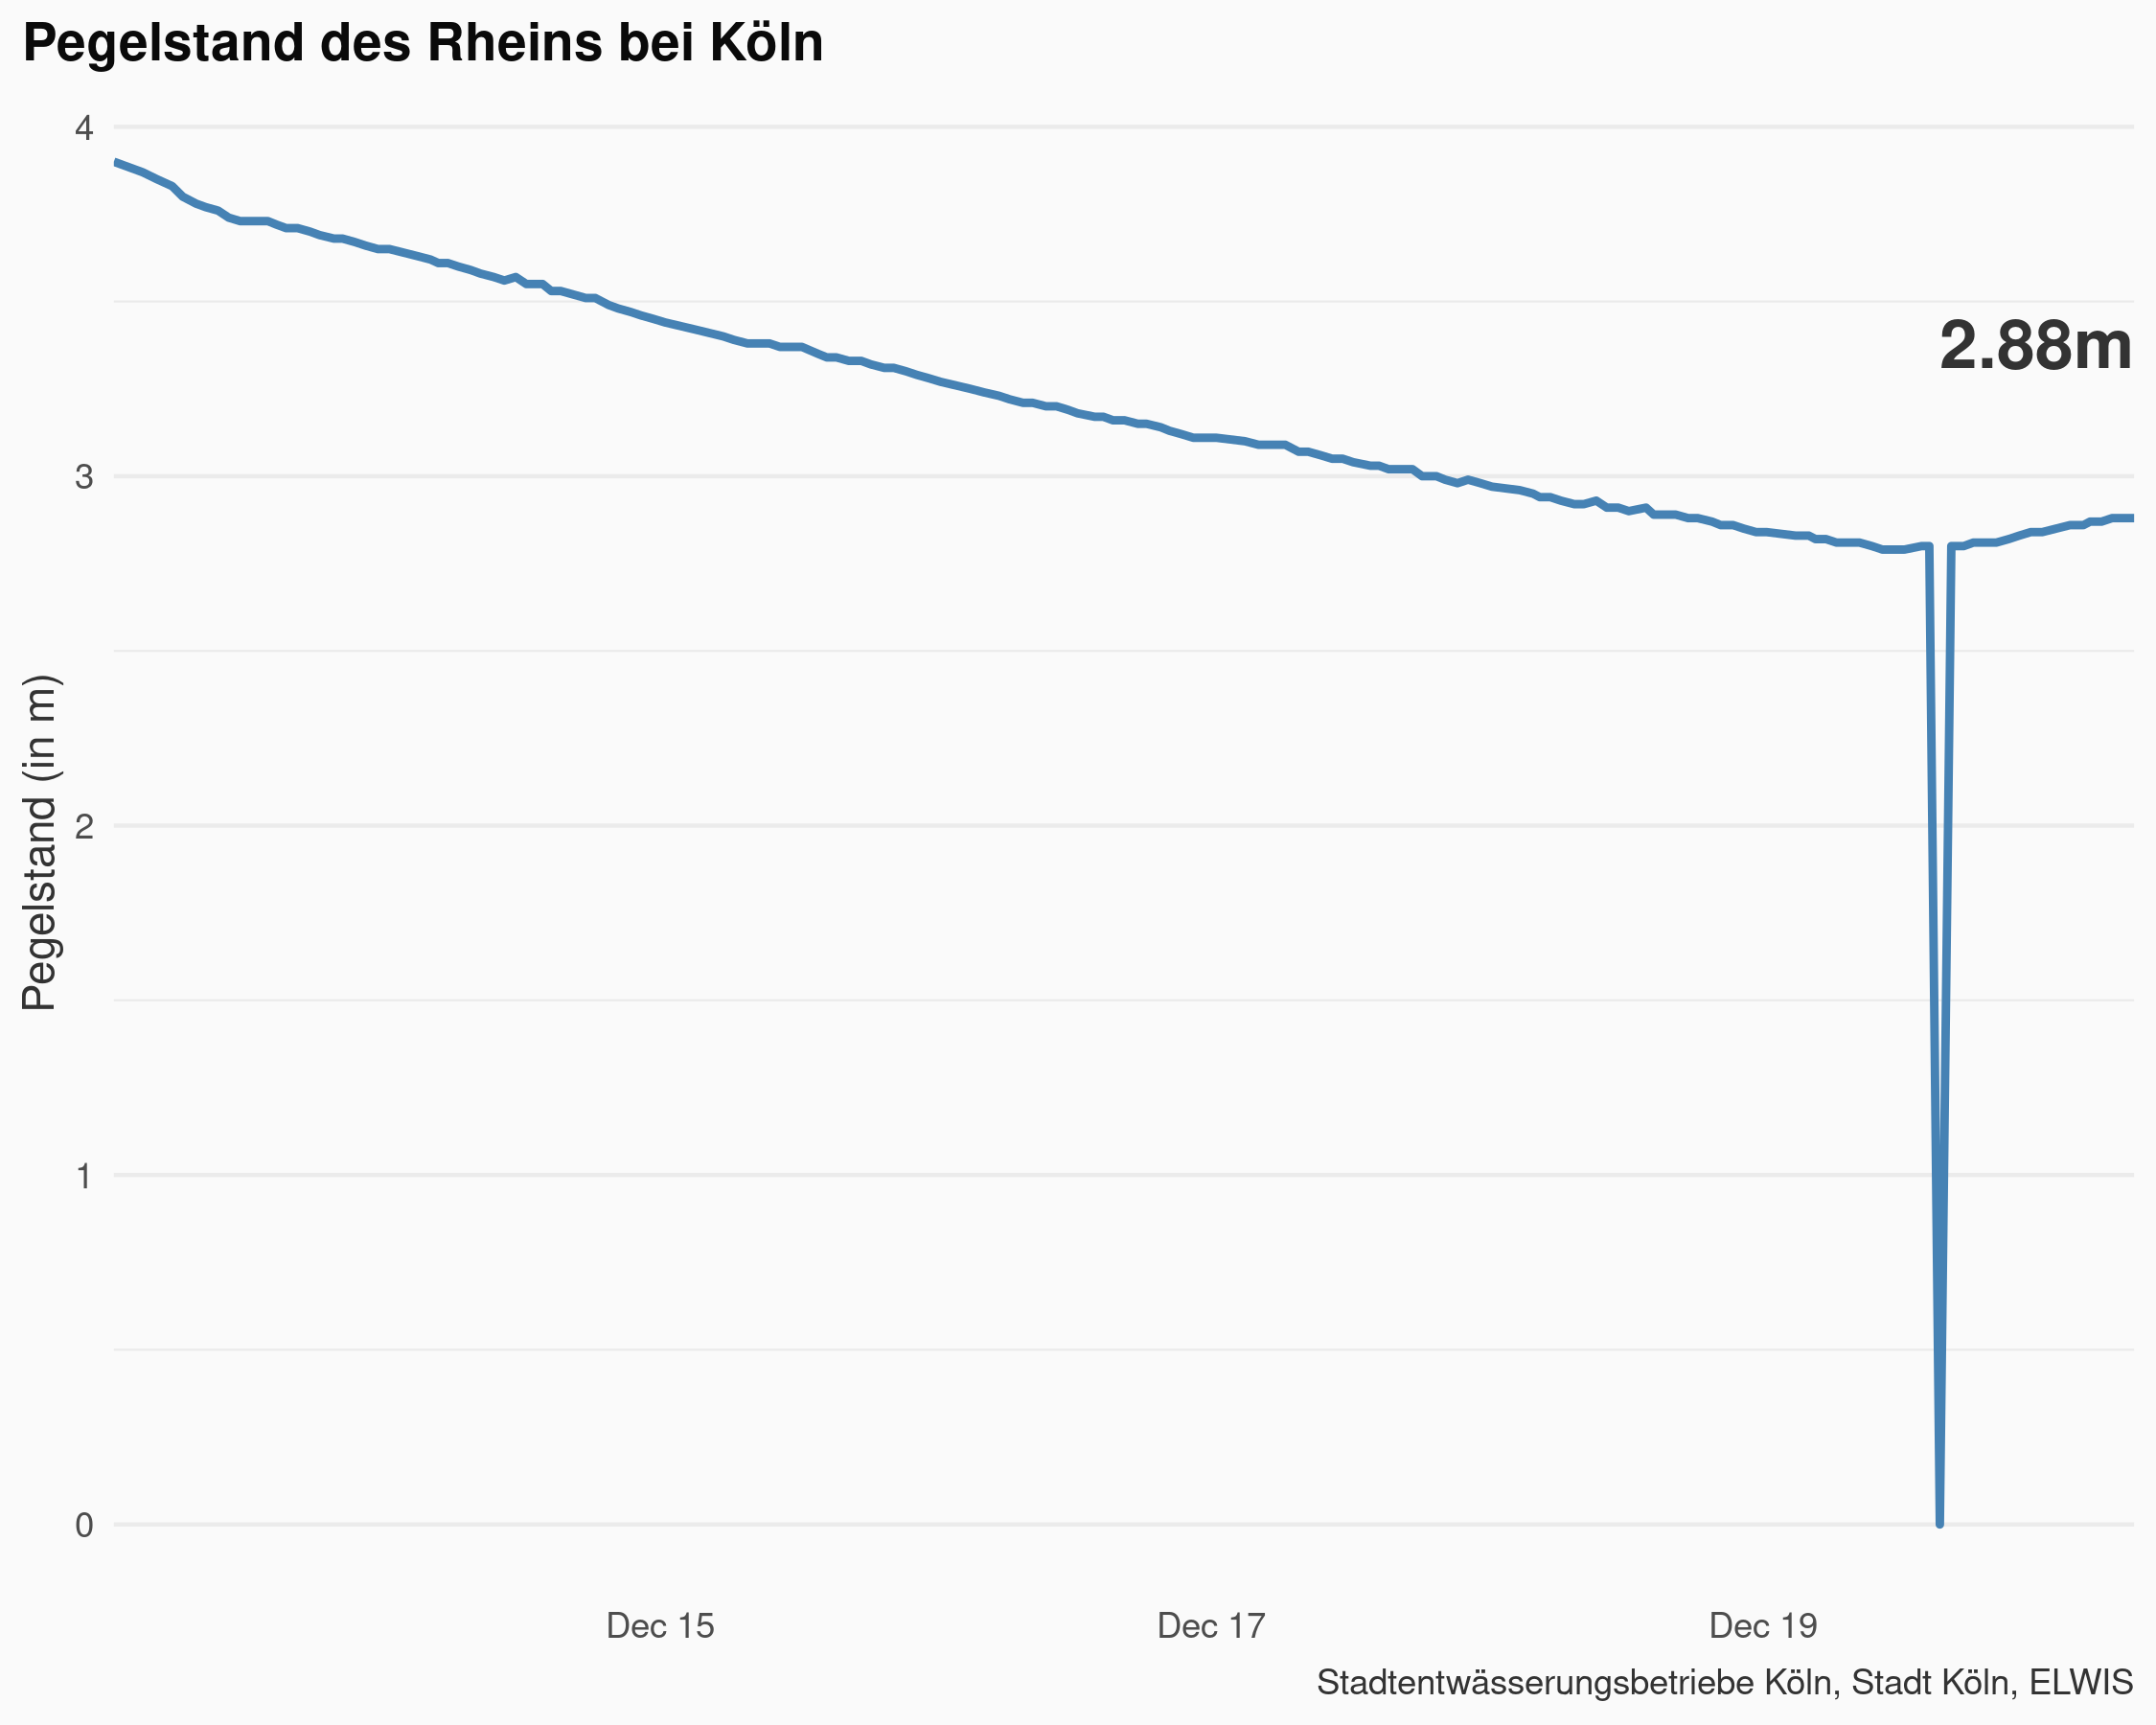 Pegelstand des Rheins bei Köln
4
3
2
1
0
Pegelstand (in m)
2.88m
Dec 15
Dec 17
Dec 19
Stadtentwässerungsbetriebe Köln, Stadt Köln, ELWIS